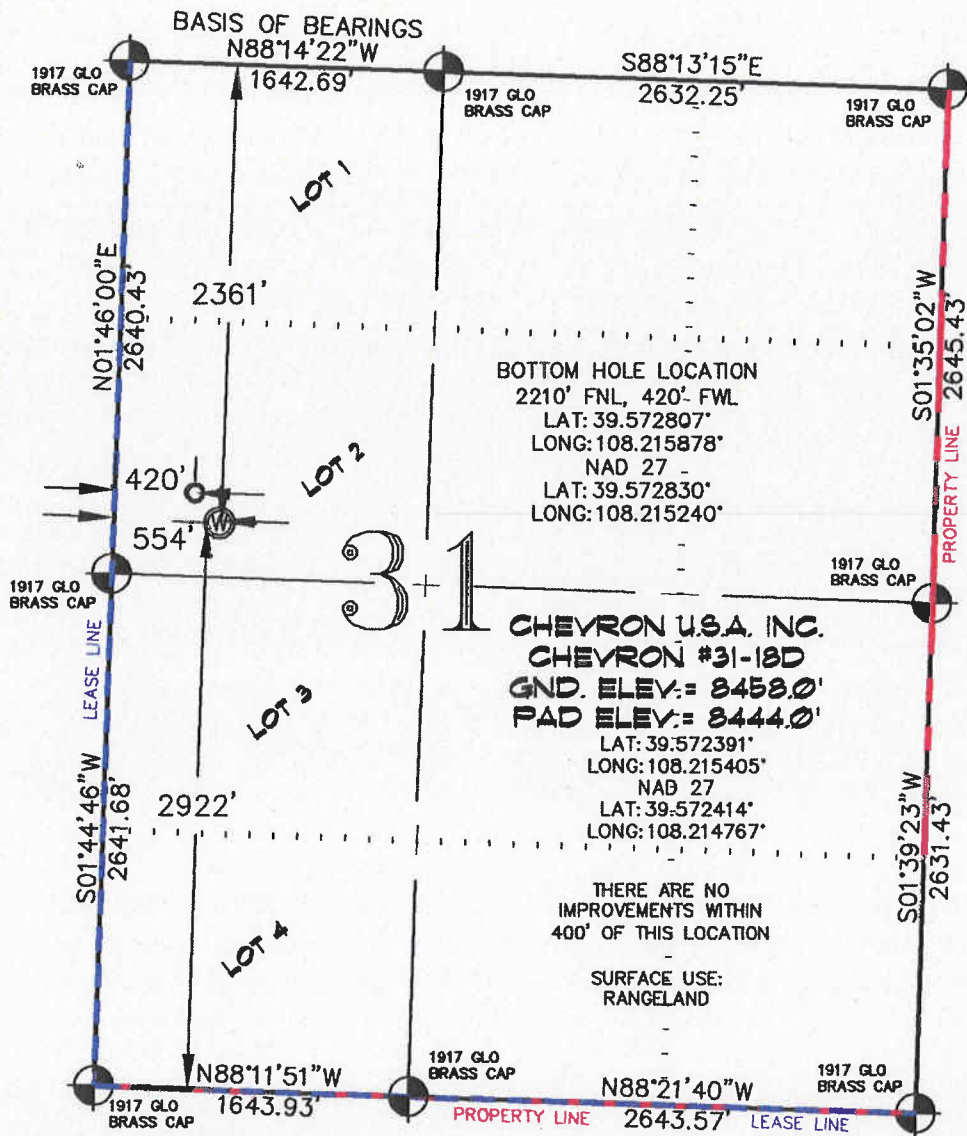 BASIS OF BEARINGS
N88°14'22"W
1642.69'
S88°13'15"E
2632.25'
1917 GLO
BRASS CAP
1917 GLO
BRASS CAP
1917 GLO
BRASS CAP
LOT 1
N01°46'00"E
2640.43'
2361'
S01°35'02"W
2645.43'
PROPERTY LINE
BOTTOM HOLE LOCATION
2210' FNL, 420'- FWL
LAT: 39.572807°
LONG: 108.215878°
NAD 27
LAT: 39.572830°
LONG: 108.215240°
LOT 2
420'
554'
W
31
1917 GLO
BRASS CAP
1917 GLO
BRASS CAP
CHEVRON U.S.A. INC.
CHEVRON #31-18D
GND. ELEV.= 8458.0'
PAD ELEV.= 8444.0'
LAT: 39.572391°
LONG: 108.215405°
NAD 27
LAT: 39.572414°
LONG: 108.214767°
LEASE LINE
LOT 3
S01°44'46"W
2641.68'
2922'
S01°39'23"W
2631.43'
THERE ARE NO
IMPROVEMENTS WITHIN
400' OF THIS LOCATION
SURFACE USE:
RANGELAND
LOT 4
1917 GLO
BRASS CAP
N88°11'51"W
1643.93'
1917 GLO
BRASS CAP
N88°21'40"W
2643.57'
1917 GLO
BRASS CAP
PROPERTY LINE
LEASE LINE